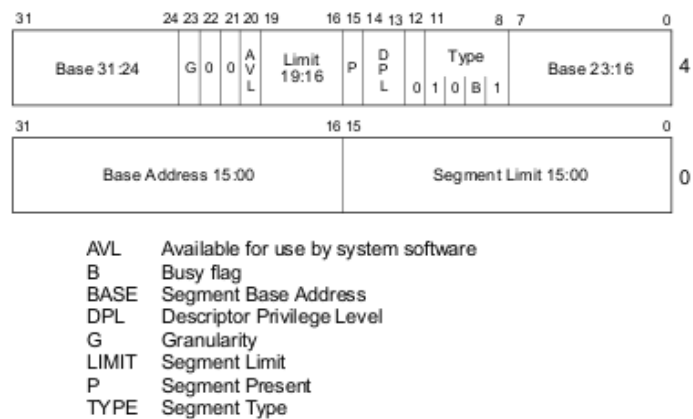 31 24 23 22 21 20 19 16 15 14 13 12 11 8 7 0
Base 31:24 G 0 0 AVL Limit 19:16 P DPL Type Base 23:16 4
0 1 0 B 1
31 16 15 0
Base Address 15:00 Segment Limit 15:00 0
AVL Available for use by system software
B Busy flag
BASE Segment Base Address
DPL Descriptor Privilege Level
G Granularity
LIMIT Segment Limit
P Segment Present
TYPE Segment Type